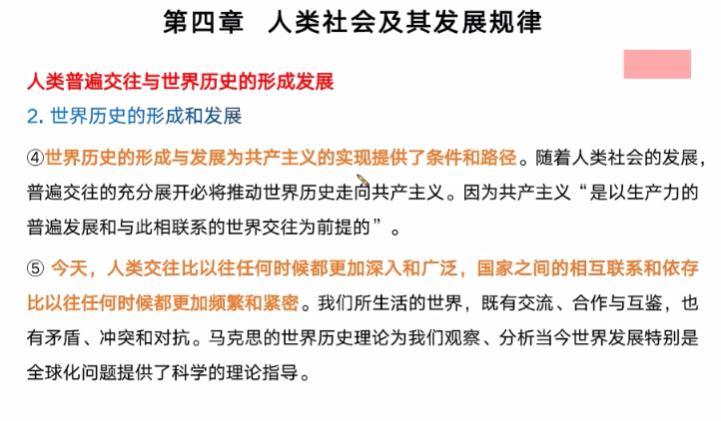 第四章 人类社会及其发展规律
人类普遍交往与世界历史的形成发展
2. 世界历史的形成和发展
④世界历史的形成与发展为共产主义的实现提供了条件和路径。随着人类社会的发展，
普遍交往的充分展开必将推动世界历史走向共产主义。因为共产主义“是以生产力的
普遍发展和与此相联系的世界交往为前提的”。
⑤ 今天，人类交往比以往任何时候都更加深入和广泛，国家之间的相互联系和依存
比以往任何时候都更加频繁和紧密。我们所生活的世界，既有交流、合作与互鉴，也
有矛盾、冲突和对抗。马克思的世界历史理论为我们观察、分析当今世界发展特别是
全球化问题提供了科学的理论指导。